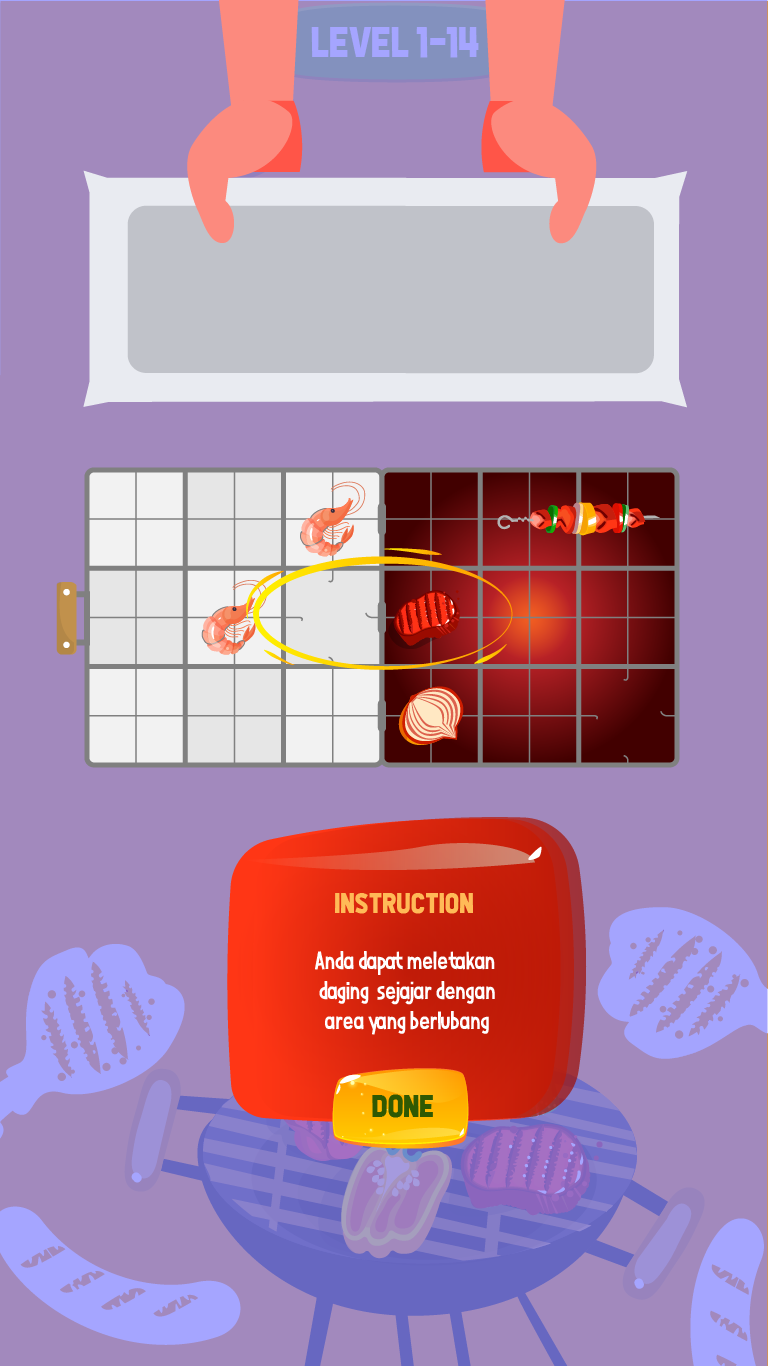 LEVEL 1-14
INSTRUCTION
Anda dapat meletakan
daging sejajar dengan
area yang berlubang
DONE